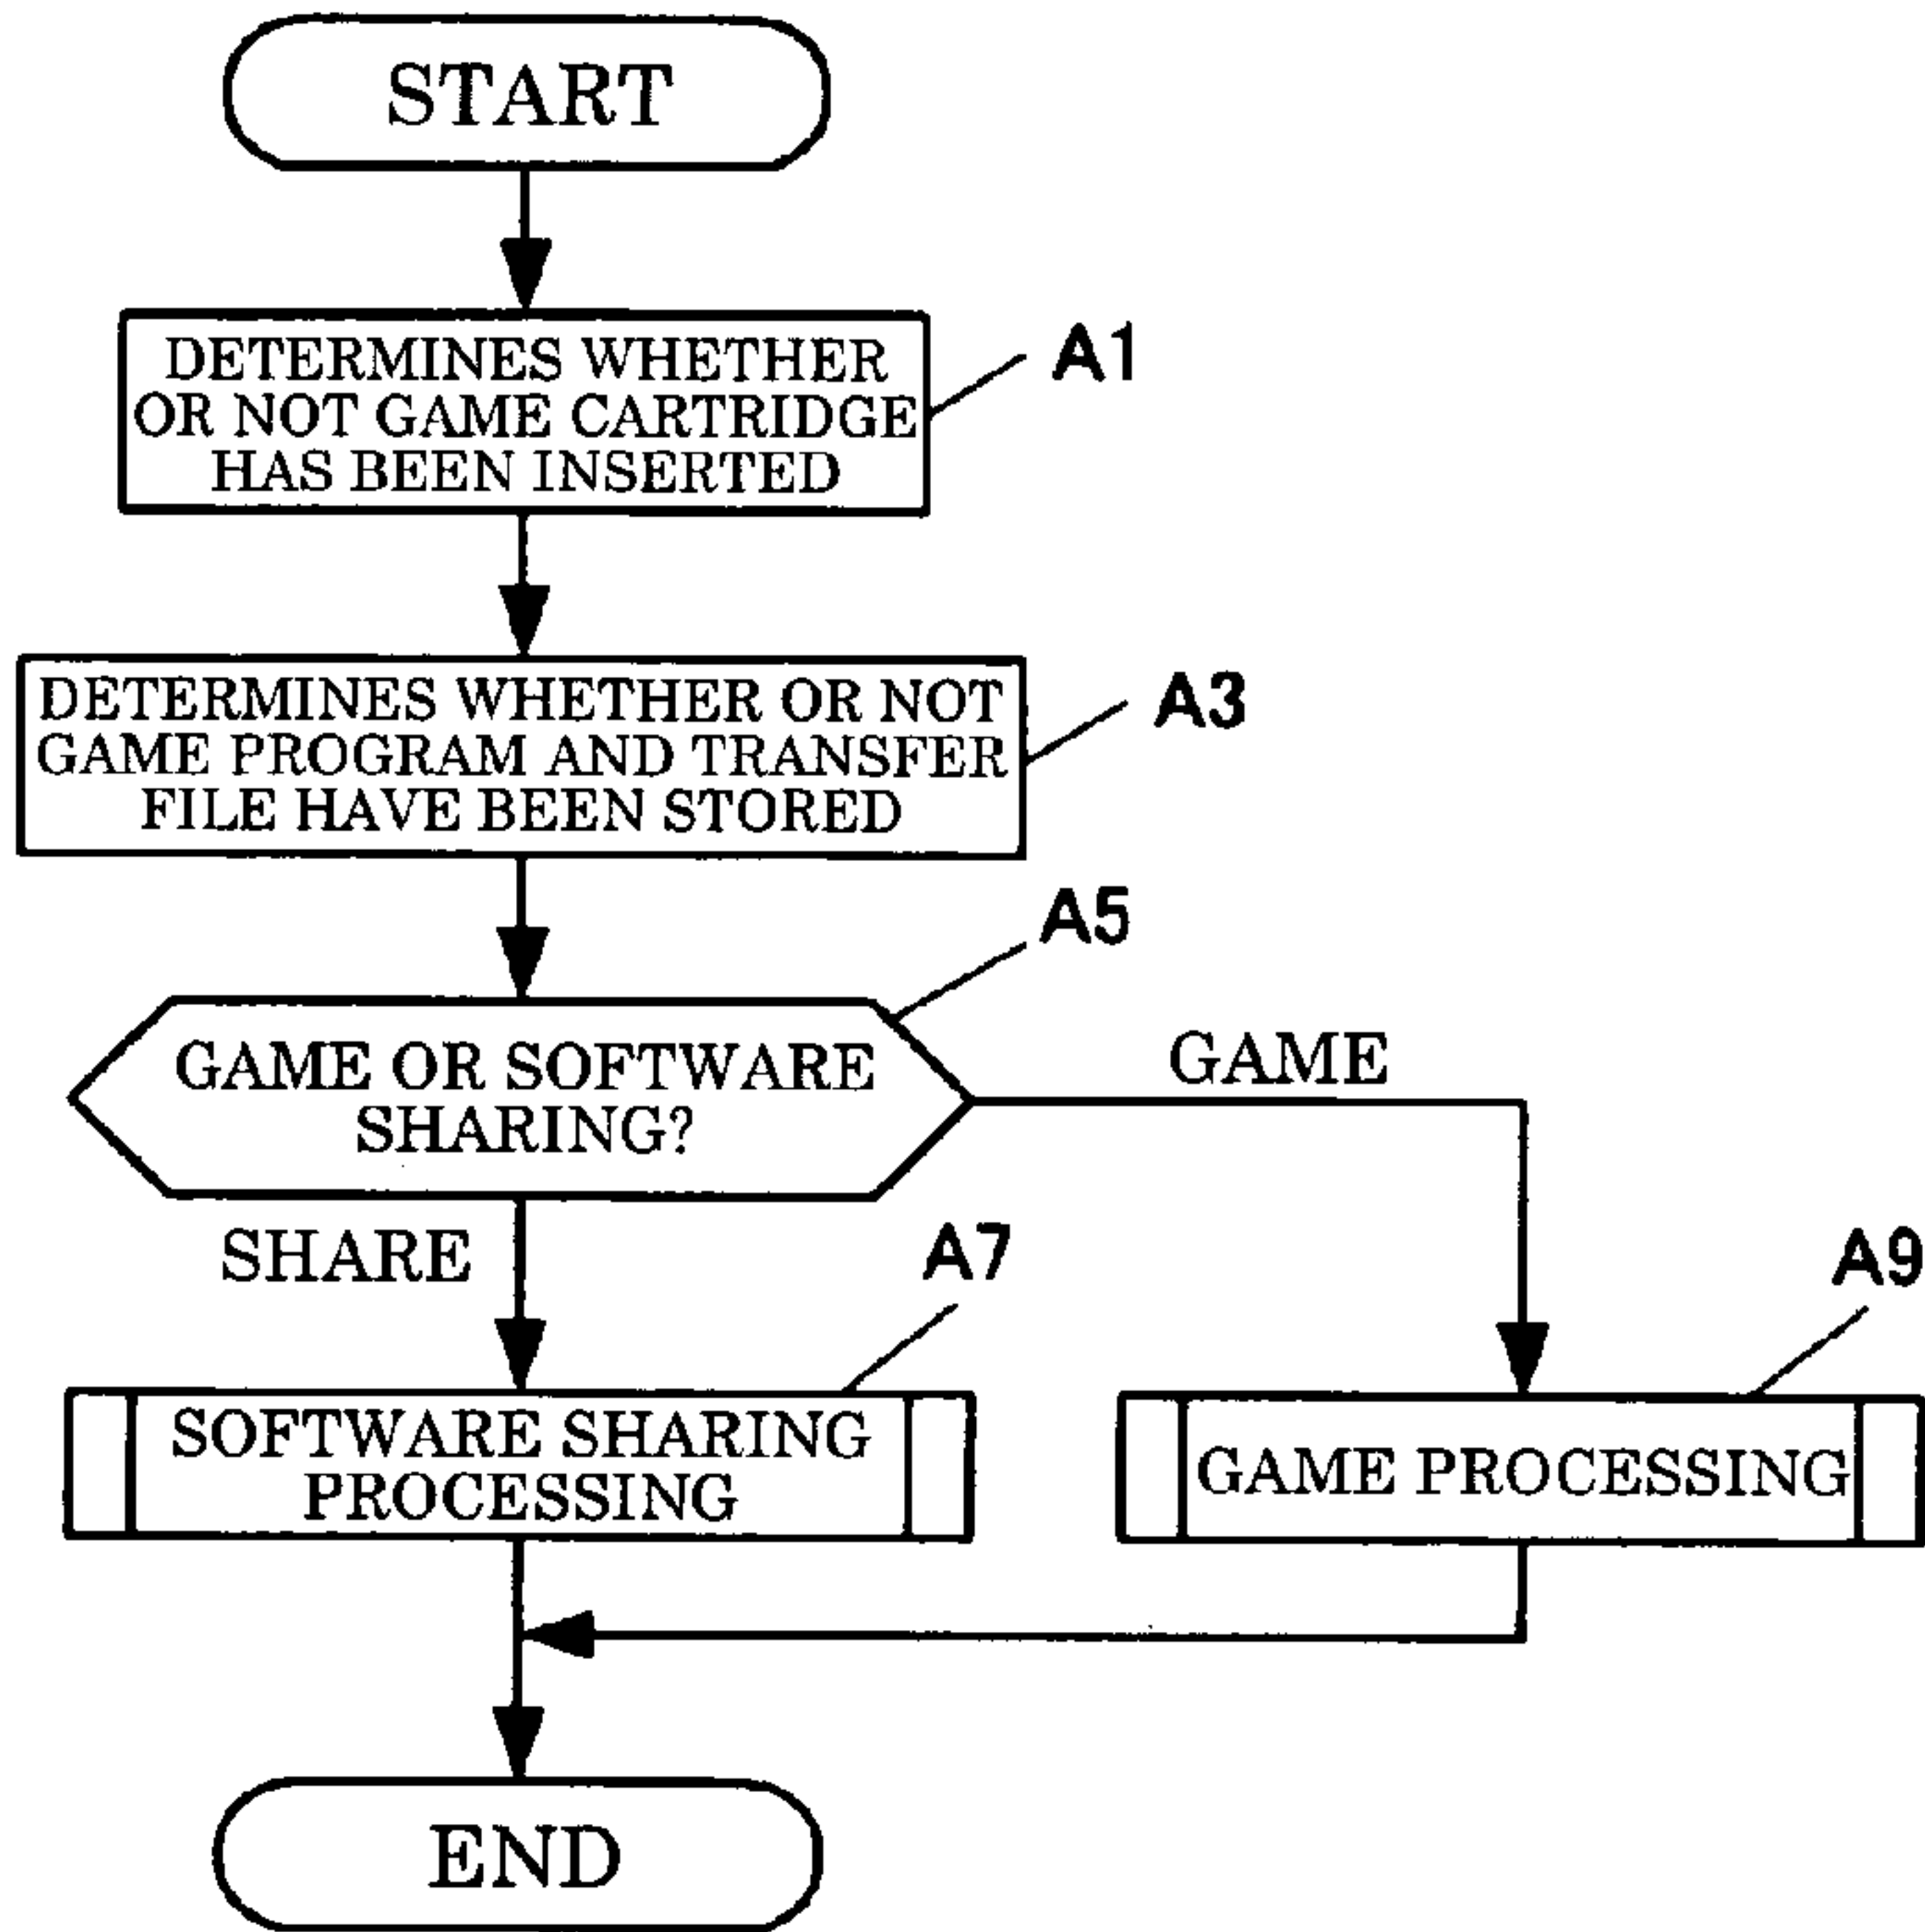 START
DETERMINES WHETHER
OR NOT GAME CARTRIDGE
HAS BEEN INSERTED
A1
DETERMINES WHETHER OR NOT
GAME PROGRAM AND TRANSFER
FILE HAVE BEEN STORED
A3
A5
GAME OR SOFTWARE
SHARING?
GAME
SHARE
A7
A9
SOFTWARE SHARING
PROCESSING
GAME PROCESSING
END